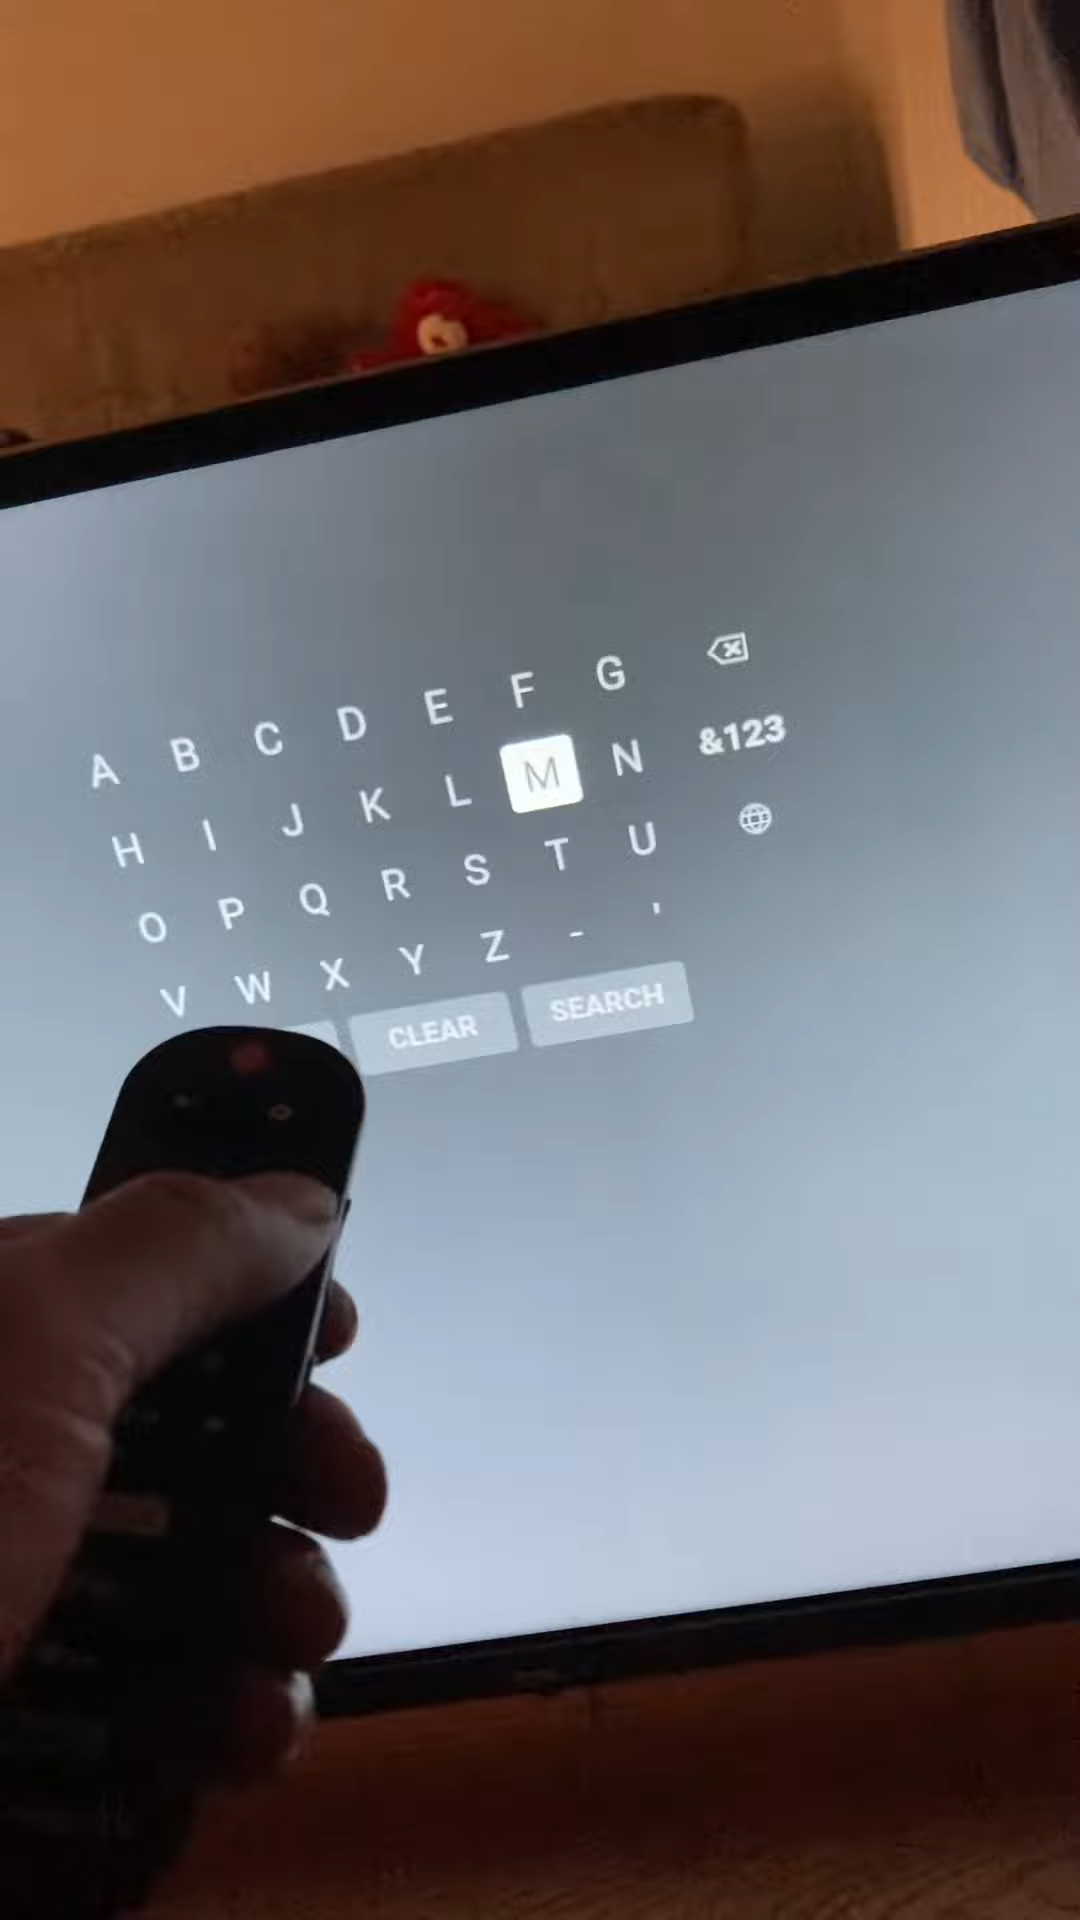 A B C D E F G
H I J K L M N &123
O P Q R S T U
V W X Y Z - '
CLEAR SEARCH